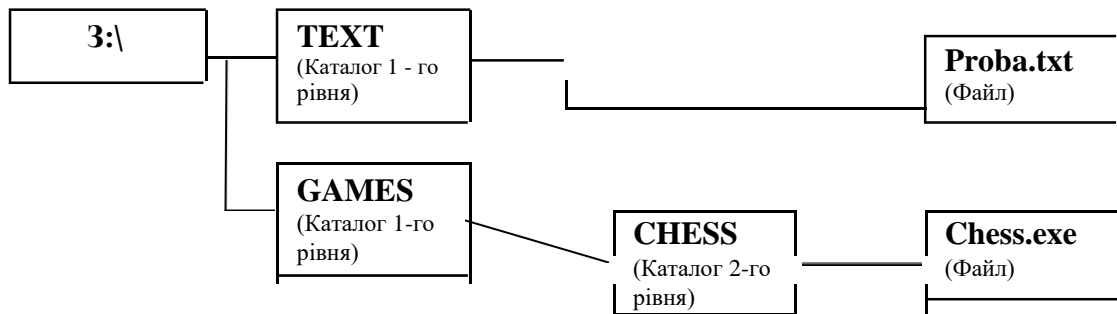 З:\
TEXT
(Каталог 1 - го
рівня)
Proba.txt
(Файл)
GAMES
(Каталог 1-го
рівня)
CHESS
(Каталог 2-го
рівня)
Chess.exe
(Файл)